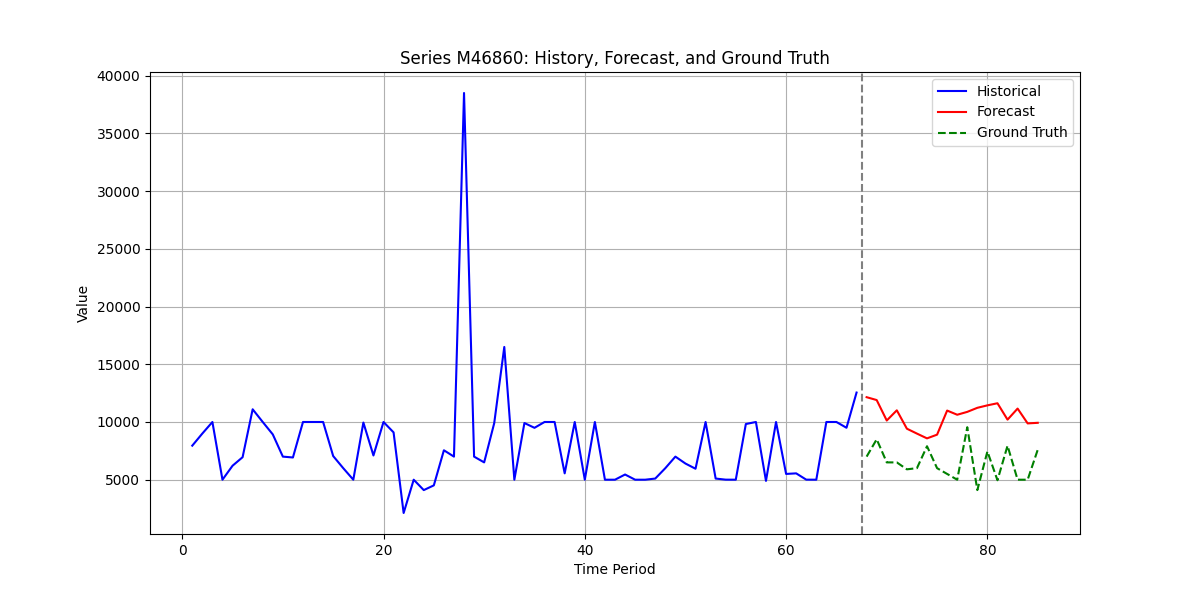 Series M46860: History, Forecast, and Ground Truth
40000
35000
30000
25000
20000
15000
10000
5000
Value
Historical
Forecast
Ground Truth
0
20
40
60
80
Time Period